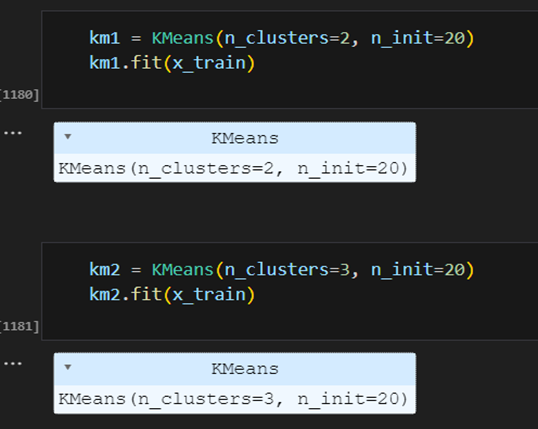 km1 = KMeans(n_clusters=2, n_init=20)
km1.fit(x_train)
[1180]
...
KMeans
KMeans(n_clusters=2, n_init=20)
km2 = KMeans(n_clusters=3, n_init=20)
km2.fit(x_train)
[1181]
...
KMeans
KMeans(n_clusters=3, n_init=20)